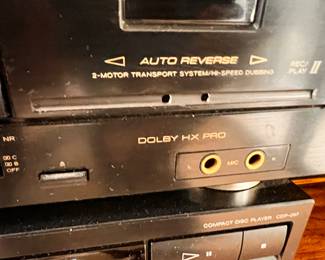 AUTO REVERSE
REC/
PLAY II
2-MOTOR TRANSPORT SYSTEM/HI-SPEED DUBBING
DOLBY HX PRO
NR
C
B
OFF
L MIC R
COMPACT DISC PLAYER